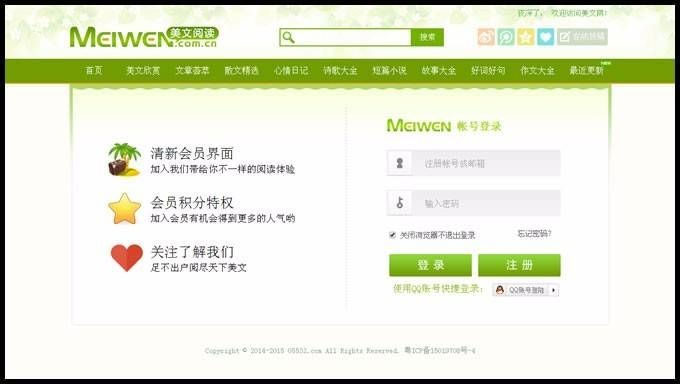 夜深了，欢迎访问美文网!
MEIWEN 美文阅读
.com.cn
搜索
在线投稿
首页 美文欣赏 文章荟萃 散文精选 心情日记 诗歌大全 短篇小说 故事大全 好词好句 作文大全 最近更新
清新会员界面
加入我们带给你不一样的阅读体验
会员积分特权
加入会员有机会得到更多的人气哟
关注了解我们
足不出户阅尽天下美文
MEIWEN 帐号登录
注册帐号或邮箱
输入密码
关闭浏览器不退出登录 忘记密码?
登录 注册
使用QQ账号快捷登录： QQ账号登陆
Copyright © 2014-2015 05532.com All Rights Reserved. 粤ICP备15019708号-4